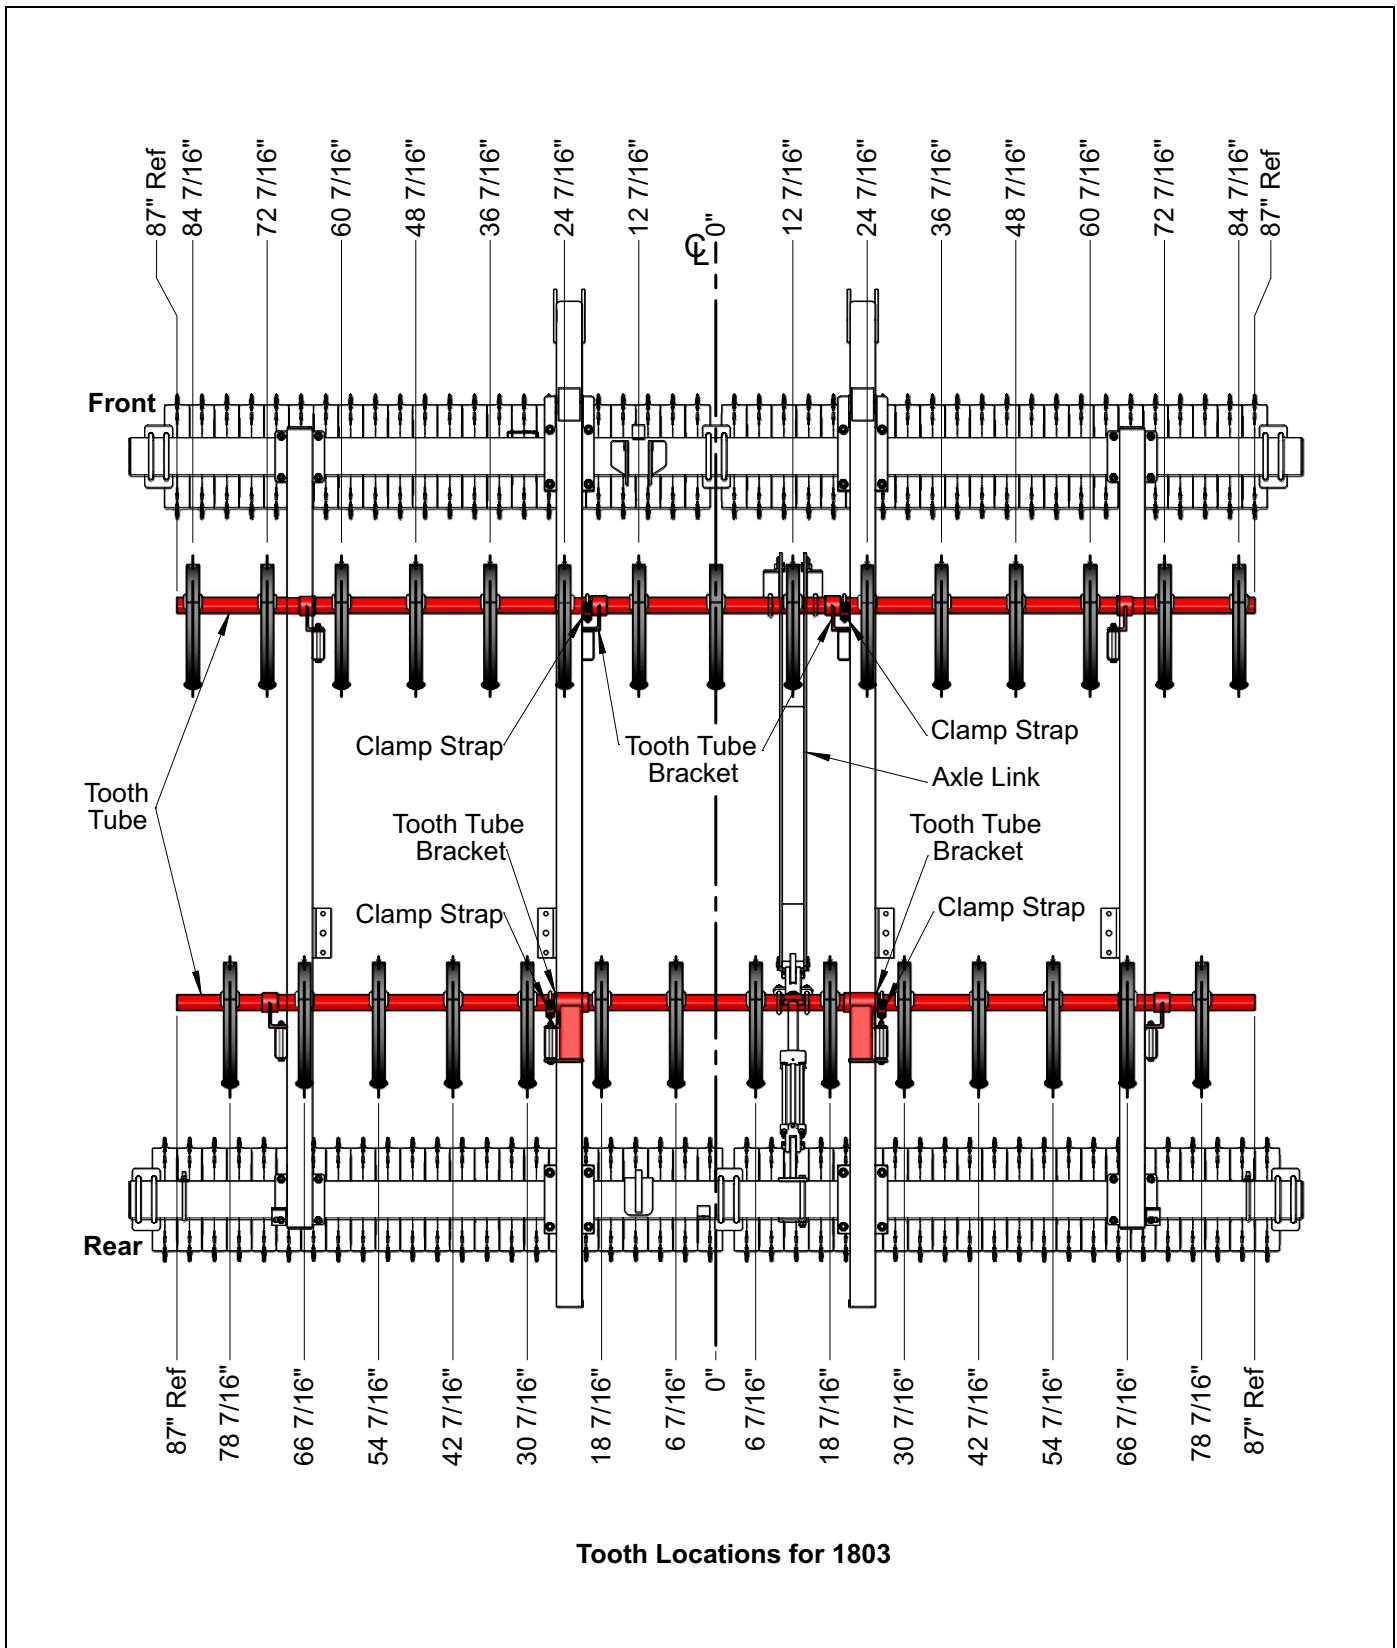 87" Ref
84 7/16"
72 7/16"
60 7/16"
48 7/16"
36 7/16"
24 7/16"
12 7/16"
℄ 0"
12 7/16"
24 7/16"
36 7/16"
48 7/16"
60 7/16"
72 7/16"
84 7/16"
87" Ref
Front
Clamp Strap
Tooth Tube
Bracket
Clamp Strap
Axle Link
Tooth
Tube
Tooth Tube
Bracket
Tooth Tube
Bracket
Clamp Strap
Clamp Strap
Rear
87" Ref
78 7/16"
66 7/16"
54 7/16"
42 7/16"
30 7/16"
18 7/16"
6 7/16"
0"
6 7/16"
18 7/16"
30 7/16"
42 7/16"
54 7/16"
66 7/16"
78 7/16"
87" Ref
Tooth Locations for 1803